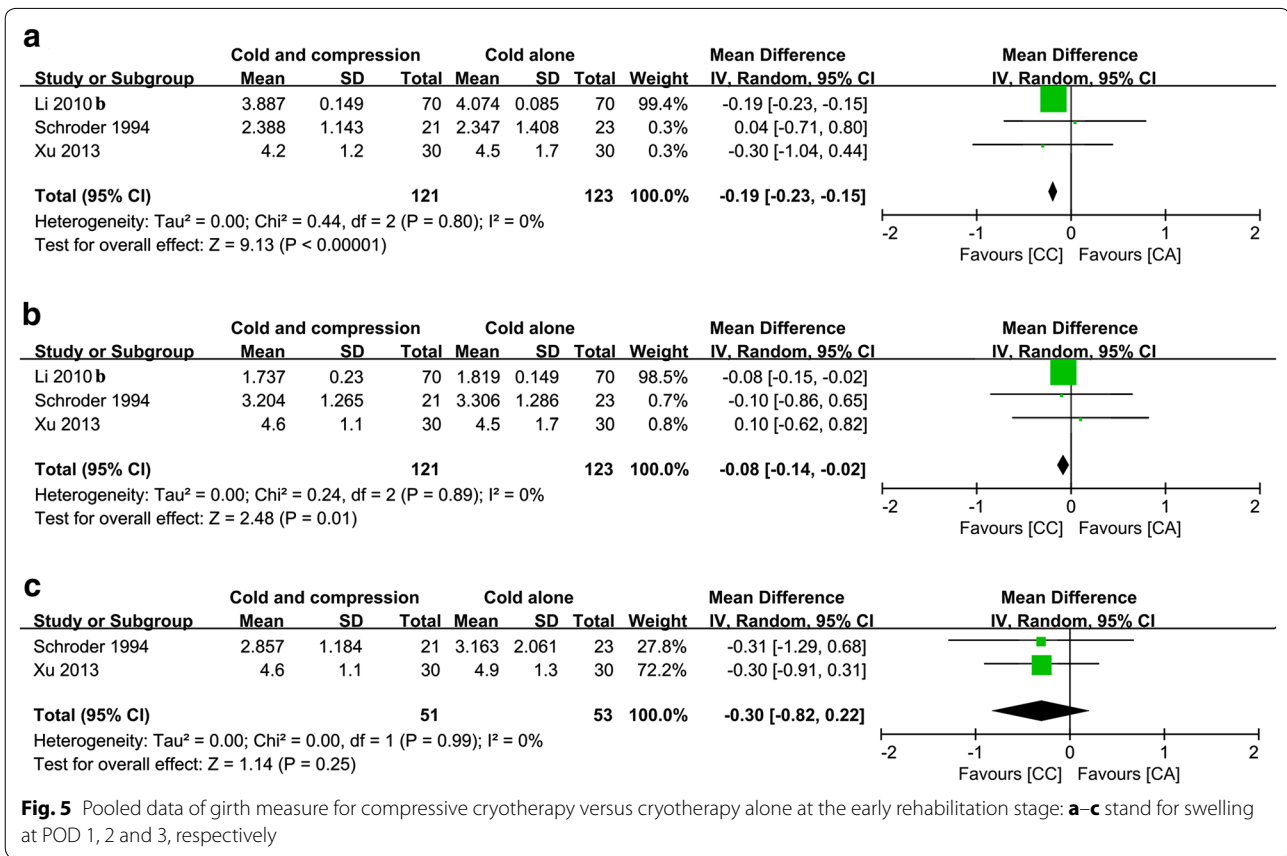 a
Cold and compression Cold alone Mean Difference Mean Difference
Study or Subgroup Mean SD Total Mean SD Total Weight IV, Random, 95% CI IV, Random, 95% CI
Li 2010 b 3.887 0.149 70 4.074 0.085 70 99.4% -0.19 [-0.23, -0.15]
Schroder 1994 2.388 1.143 21 2.347 1.408 23 0.3% 0.04 [-0.71, 0.80]
Xu 2013 4.2 1.2 30 4.5 1.7 30 0.3% -0.30 [-1.04, 0.44]
Total (95% CI) 121 123 100.0% -0.19 [-0.23, -0.15]
Heterogeneity: Tau² = 0.00; Chi² = 0.44, df = 2 (P = 0.80); I² = 0%
Test for overall effect: Z = 9.13 (P < 0.00001)
-2 -1 0 1 2
Favours [CC] Favours [CA]
b
Cold and compression Cold alone Mean Difference Mean Difference
Study or Subgroup Mean SD Total Mean SD Total Weight IV, Random, 95% CI IV, Random, 95% CI
Li 2010 b 1.737 0.23 70 1.819 0.149 70 98.5% -0.08 [-0.15, -0.02]
Schroder 1994 3.204 1.265 21 3.306 1.286 23 0.7% -0.10 [-0.86, 0.65]
Xu 2013 4.6 1.1 30 4.5 1.7 30 0.8% 0.10 [-0.62, 0.82]
Total (95% CI) 121 123 100.0% -0.08 [-0.14, -0.02]
Heterogeneity: Tau² = 0.00; Chi² = 0.24, df = 2 (P = 0.89); I² = 0%
Test for overall effect: Z = 2.48 (P = 0.01)
-2 -1 0 1 2
Favours [CC] Favours [CA]
c
Cold and compression Cold alone Mean Difference Mean Difference
Study or Subgroup Mean SD Total Mean SD Total Weight IV, Random, 95% CI IV, Random, 95% CI
Schroder 1994 2.857 1.184 21 3.163 2.061 23 27.8% -0.31 [-1.29, 0.68]
Xu 2013 4.6 1.1 30 4.9 1.3 30 72.2% -0.30 [-0.91, 0.31]
Total (95% CI) 51 53 100.0% -0.30 [-0.82, 0.22]
Heterogeneity: Tau² = 0.00; Chi² = 0.00, df = 1 (P = 0.99); I² = 0%
Test for overall effect: Z = 1.14 (P = 0.25)
-2 -1 0 1 2
Favours [CC] Favours [CA]
Fig. 5 Pooled data of girth measure for compressive cryotherapy versus cryotherapy alone at the early rehabilitation stage: a–c stand for swelling
at POD 1, 2 and 3, respectively